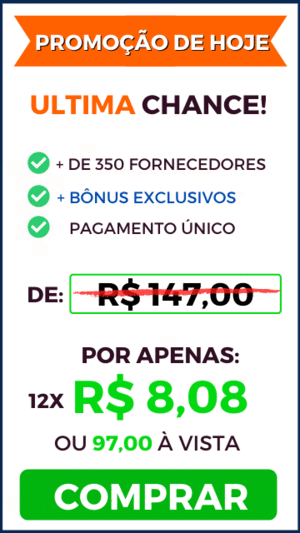 PROMOÇÃO DE HOJE
ULTIMA CHANCE!
+ DE 350 FORNECEDORES
+ BÔNUS EXCLUSIVOS
PAGAMENTO ÚNICO
DE: R$ 147,00
POR APENAS:
12X R$ 8,08
OU 97,00 À VISTA
COMPRAR